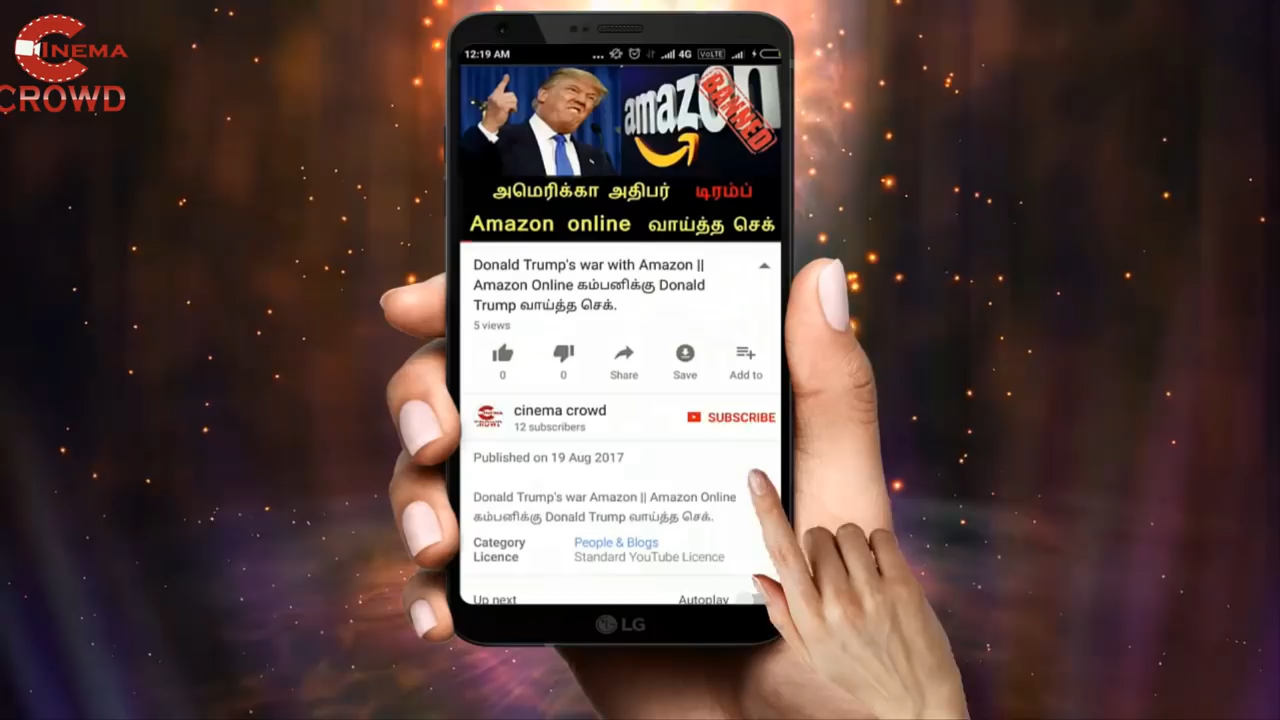 CINEMA
CROWD
12:19 AM
4G VoLTE
amazon
BANNED
அமெரிக்கா அதிபர் டிரம்ப்
Amazon online வாய்த்த செக்
Donald Trump's war with Amazon ||
Amazon Online கம்பனிக்கு Donald
Trump வாய்த்த செக்.
5 views
0 0 Share Save Add to
cinema crowd
12 subscribers
SUBSCRIBE
Published on 19 Aug 2017
Donald Trump's war Amazon || Amazon Online
கம்பனிக்கு Donald Trump வாய்த்த செக்.
Category People & Blogs
Licence Standard YouTube Licence
Up next Autoplay
LG